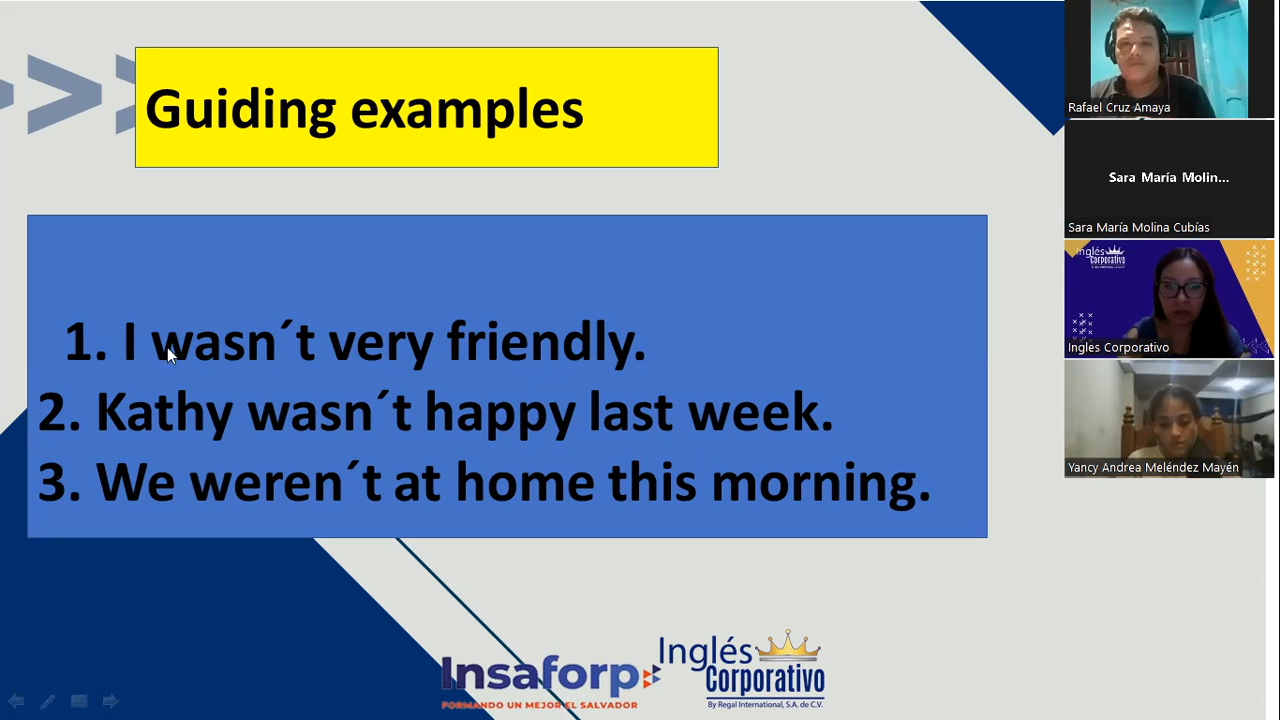 Guiding examples
1. I wasn´t very friendly.
2. Kathy wasn´t happy last week.
3. We weren´t at home this morning.
Insaforp
FORMANDO UN MEJOR EL SALVADOR
Inglés
Corporativo
By Regal International, S.A. de C.V.
Rafael Cruz Amaya
Sara María Molin...
Sara María Molina Cubías
Inglés
Corporativo
Ingles Corporativo
Yancy Andrea Meléndez Mayén